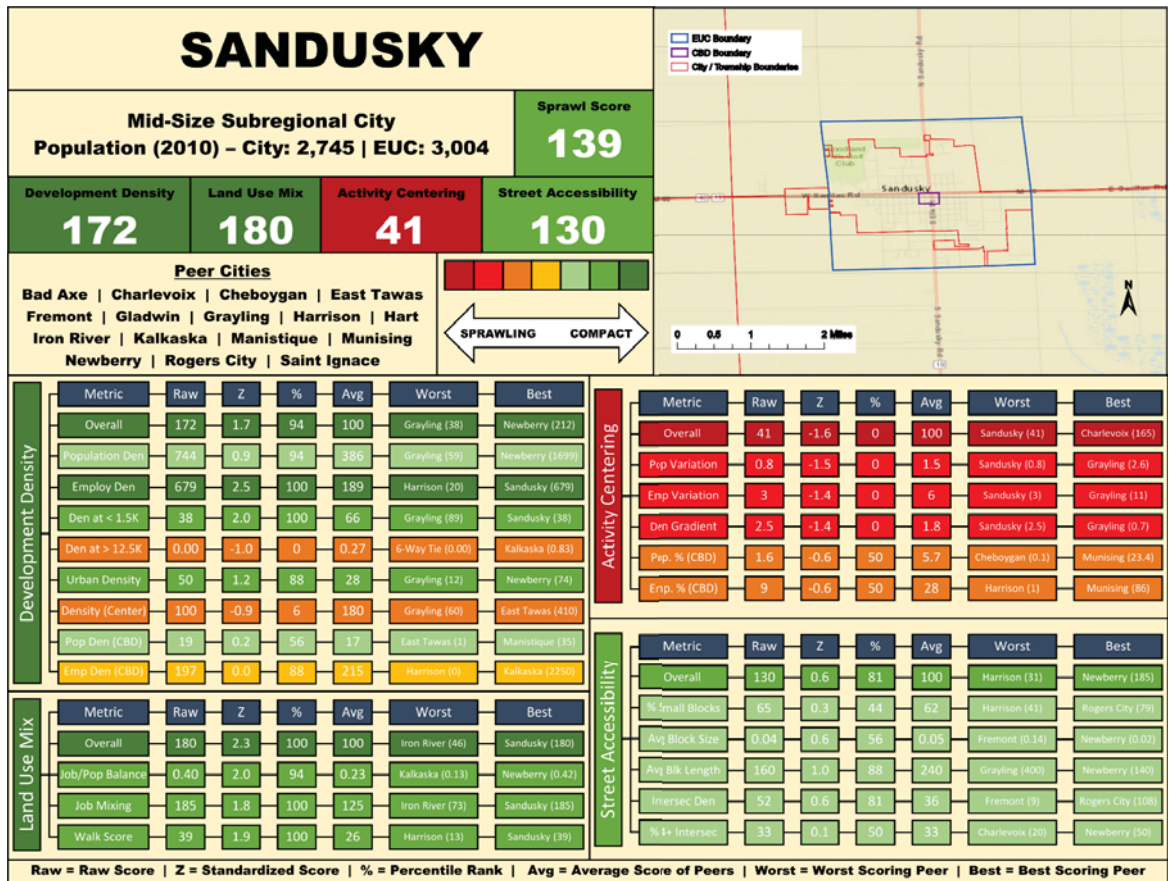 SANDUSKY
Mid-Size Subregional City
Population (2010) – City: 2,745 | EUC: 3,004
Sprawl Score
139
Development Density
172
Land Use Mix
180
Activity Centering
41
Street Accessibility
130
Peer Cities
Bad Axe | Charlevoix | Cheboygan | East Tawas
Fremont | Gladwin | Grayling | Harrison | Hart
Iron River | Kalkaska | Manistique | Munising
Newberry | Rogers City | Saint Ignace
SPRAWLING COMPACT
EUC Boundary
CBD Boundary
City / Township Boundaries
Sandusky
W Sanilac Rd
E Sanilac Rd
S Elk
S Sandusky Rd
19
Club
N
0 0.5 1 2 Miles
Development Density
Metric Raw Z % Avg Worst Best
Overall 172 1.7 94 100 Grayling (38) Newberry (212)
Population Den 744 0.9 94 386 Grayling (59) Newberry (1699)
Employ Den 679 2.5 100 189 Harrison (20) Sandusky (679)
Den at < 1.5K 38 2.0 100 66 Grayling (89) Sandusky (38)
Den at > 12.5K 0.00 -1.0 0 0.27 6-Way Tie (0.00) Kalkaska (0.83)
Urban Density 50 1.2 88 28 Grayling (12) Newberry (74)
Density (Center) 100 -0.9 6 180 Grayling (60) East Tawas (410)
Pop Den (CBD) 19 0.2 56 17 East Tawas (1) Manistique (35)
Emp Den (CBD) 197 0.0 88 215 Harrison (0) Kalkaska (2250)
Land Use Mix
Metric Raw Z % Avg Worst Best
Overall 180 2.3 100 100 Iron River (46) Sandusky (180)
Job/Pop Balance 0.40 2.0 94 0.23 Kalkaska (0.13) Newberry (0.42)
Job Mixing 185 1.8 100 125 Iron River (73) Sandusky (185)
Walk Score 39 1.9 100 26 Harrison (13) Sandusky (39)
Activity Centering
Metric Raw Z % Avg Worst Best
Overall 41 -1.6 0 100 Sandusky (41) Charlevoix (165)
Pop Variation 0.8 -1.5 0 1.5 Sandusky (0.8) Grayling (2.6)
Emp Variation 3 -1.4 0 6 Sandusky (3) Grayling (11)
Den Gradient 2.5 -1.4 0 1.8 Sandusky (2.5) Grayling (0.7)
Pop. % (CBD) 1.6 -0.6 50 5.7 Cheboygan (0.1) Munising (23.4)
Emp. % (CBD) 9 -0.6 50 28 Harrison (1) Munising (86)
Street Accessibility
Metric Raw Z % Avg Worst Best
Overall 130 0.6 81 100 Harrison (31) Newberry (185)
% Small Blocks 65 0.3 44 62 Harrison (41) Rogers City (79)
Avg Block Size 0.04 0.6 56 0.05 Fremont (0.14) Newberry (0.02)
Avg Blk Length 160 1.0 88 240 Grayling (400) Newberry (140)
Intersec Den 52 0.6 81 36 Fremont (9) Rogers City (108)
% 4+ Intersec 33 0.1 50 33 Charlevoix (20) Newberry (50)
Raw = Raw Score | Z = Standardized Score | % = Percentile Rank | Avg = Average Score of Peers | Worst = Worst Scoring Peer | Best = Best Scoring Peer